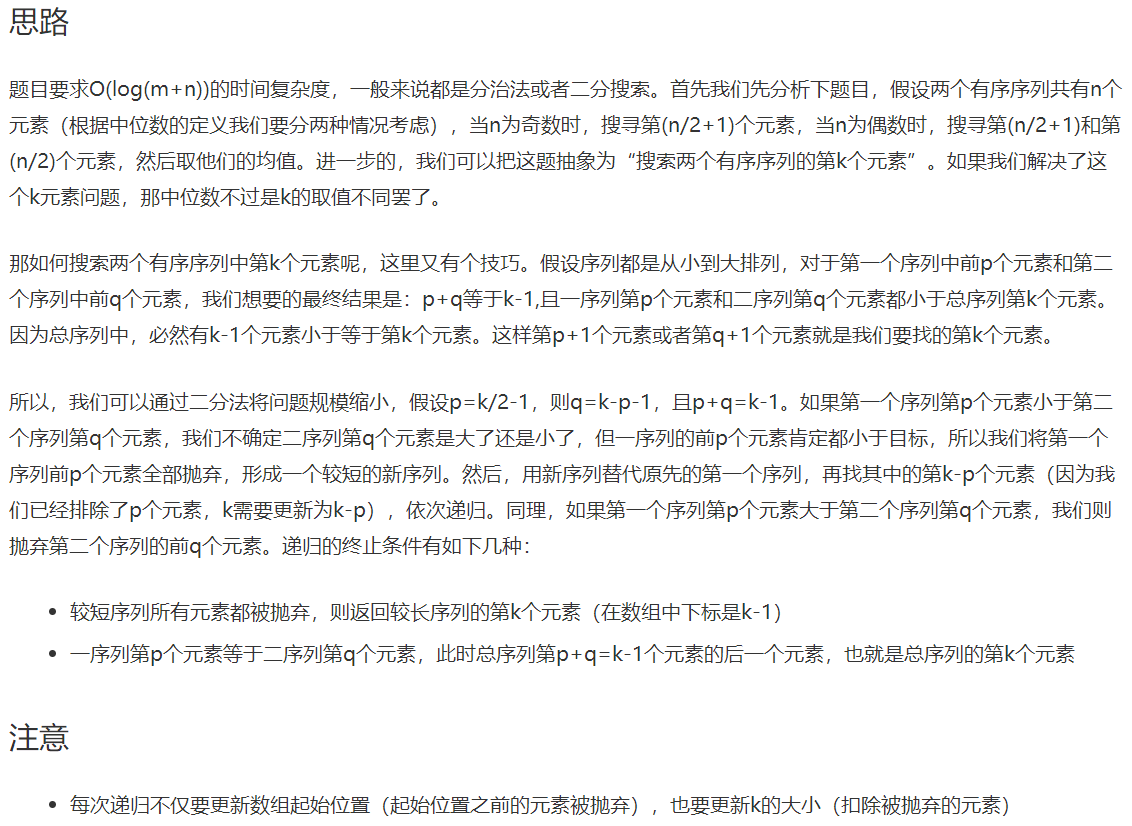 思路
题目要求O(log(m+n))的时间复杂度，一般来说都是分治法或者二分搜索。首先我们先分析下题目，假设两个有序序列共有n个
元素（根据中位数的定义我们要分两种情况考虑），当n为奇数时，搜寻第(n/2+1)个元素，当n为偶数时，搜寻第(n/2+1)和第
(n/2)个元素，然后取他们的均值。进一步的，我们可以把这题抽象为“搜索两个有序序列的第k个元素”。如果我们解决了这
个k元素问题，那中位数不过是k的取值不同罢了。
那如何搜索两个有序序列中第k个元素呢，这里又有个技巧。假设序列都是从小到大排列，对于第一个序列中前p个元素和第二
个序列中前q个元素，我们想要的最终结果是：p+q等于k-1,且一序列第p个元素和二序列第q个元素都小于总序列第k个元素。
因为总序列中，必然有k-1个元素小于等于第k个元素。这样第p+1个元素或者第q+1个元素就是我们要找的第k个元素。
所以，我们可以通过二分法将问题规模缩小，假设p=k/2-1，则q=k-p-1，且p+q=k-1。如果第一个序列第p个元素小于第二
个序列第q个元素，我们不确定二序列第q个元素是大了还是小了，但一序列的前p个元素肯定都小于目标，所以我们将第一个
序列前p个元素全部抛弃，形成一个较短的新序列。然后，用新序列替代原先的第一个序列，再找其中的第k-p个元素（因为我
们已经排除了p个元素，k需要更新为k-p），依次递归。同理，如果第一个序列第p个元素大于第二个序列第q个元素，我们则
抛弃第二个序列的前q个元素。递归的终止条件有如下几种：
• 较短序列所有元素都被抛弃，则返回较长序列的第k个元素（在数组中下标是k-1）
• 一序列第p个元素等于二序列第q个元素，此时总序列第p+q=k-1个元素的后一个元素，也就是总序列的第k个元素
注意
• 每次递归不仅要更新数组起始位置（起始位置之前的元素被抛弃），也要更新k的大小（扣除被抛弃的元素）